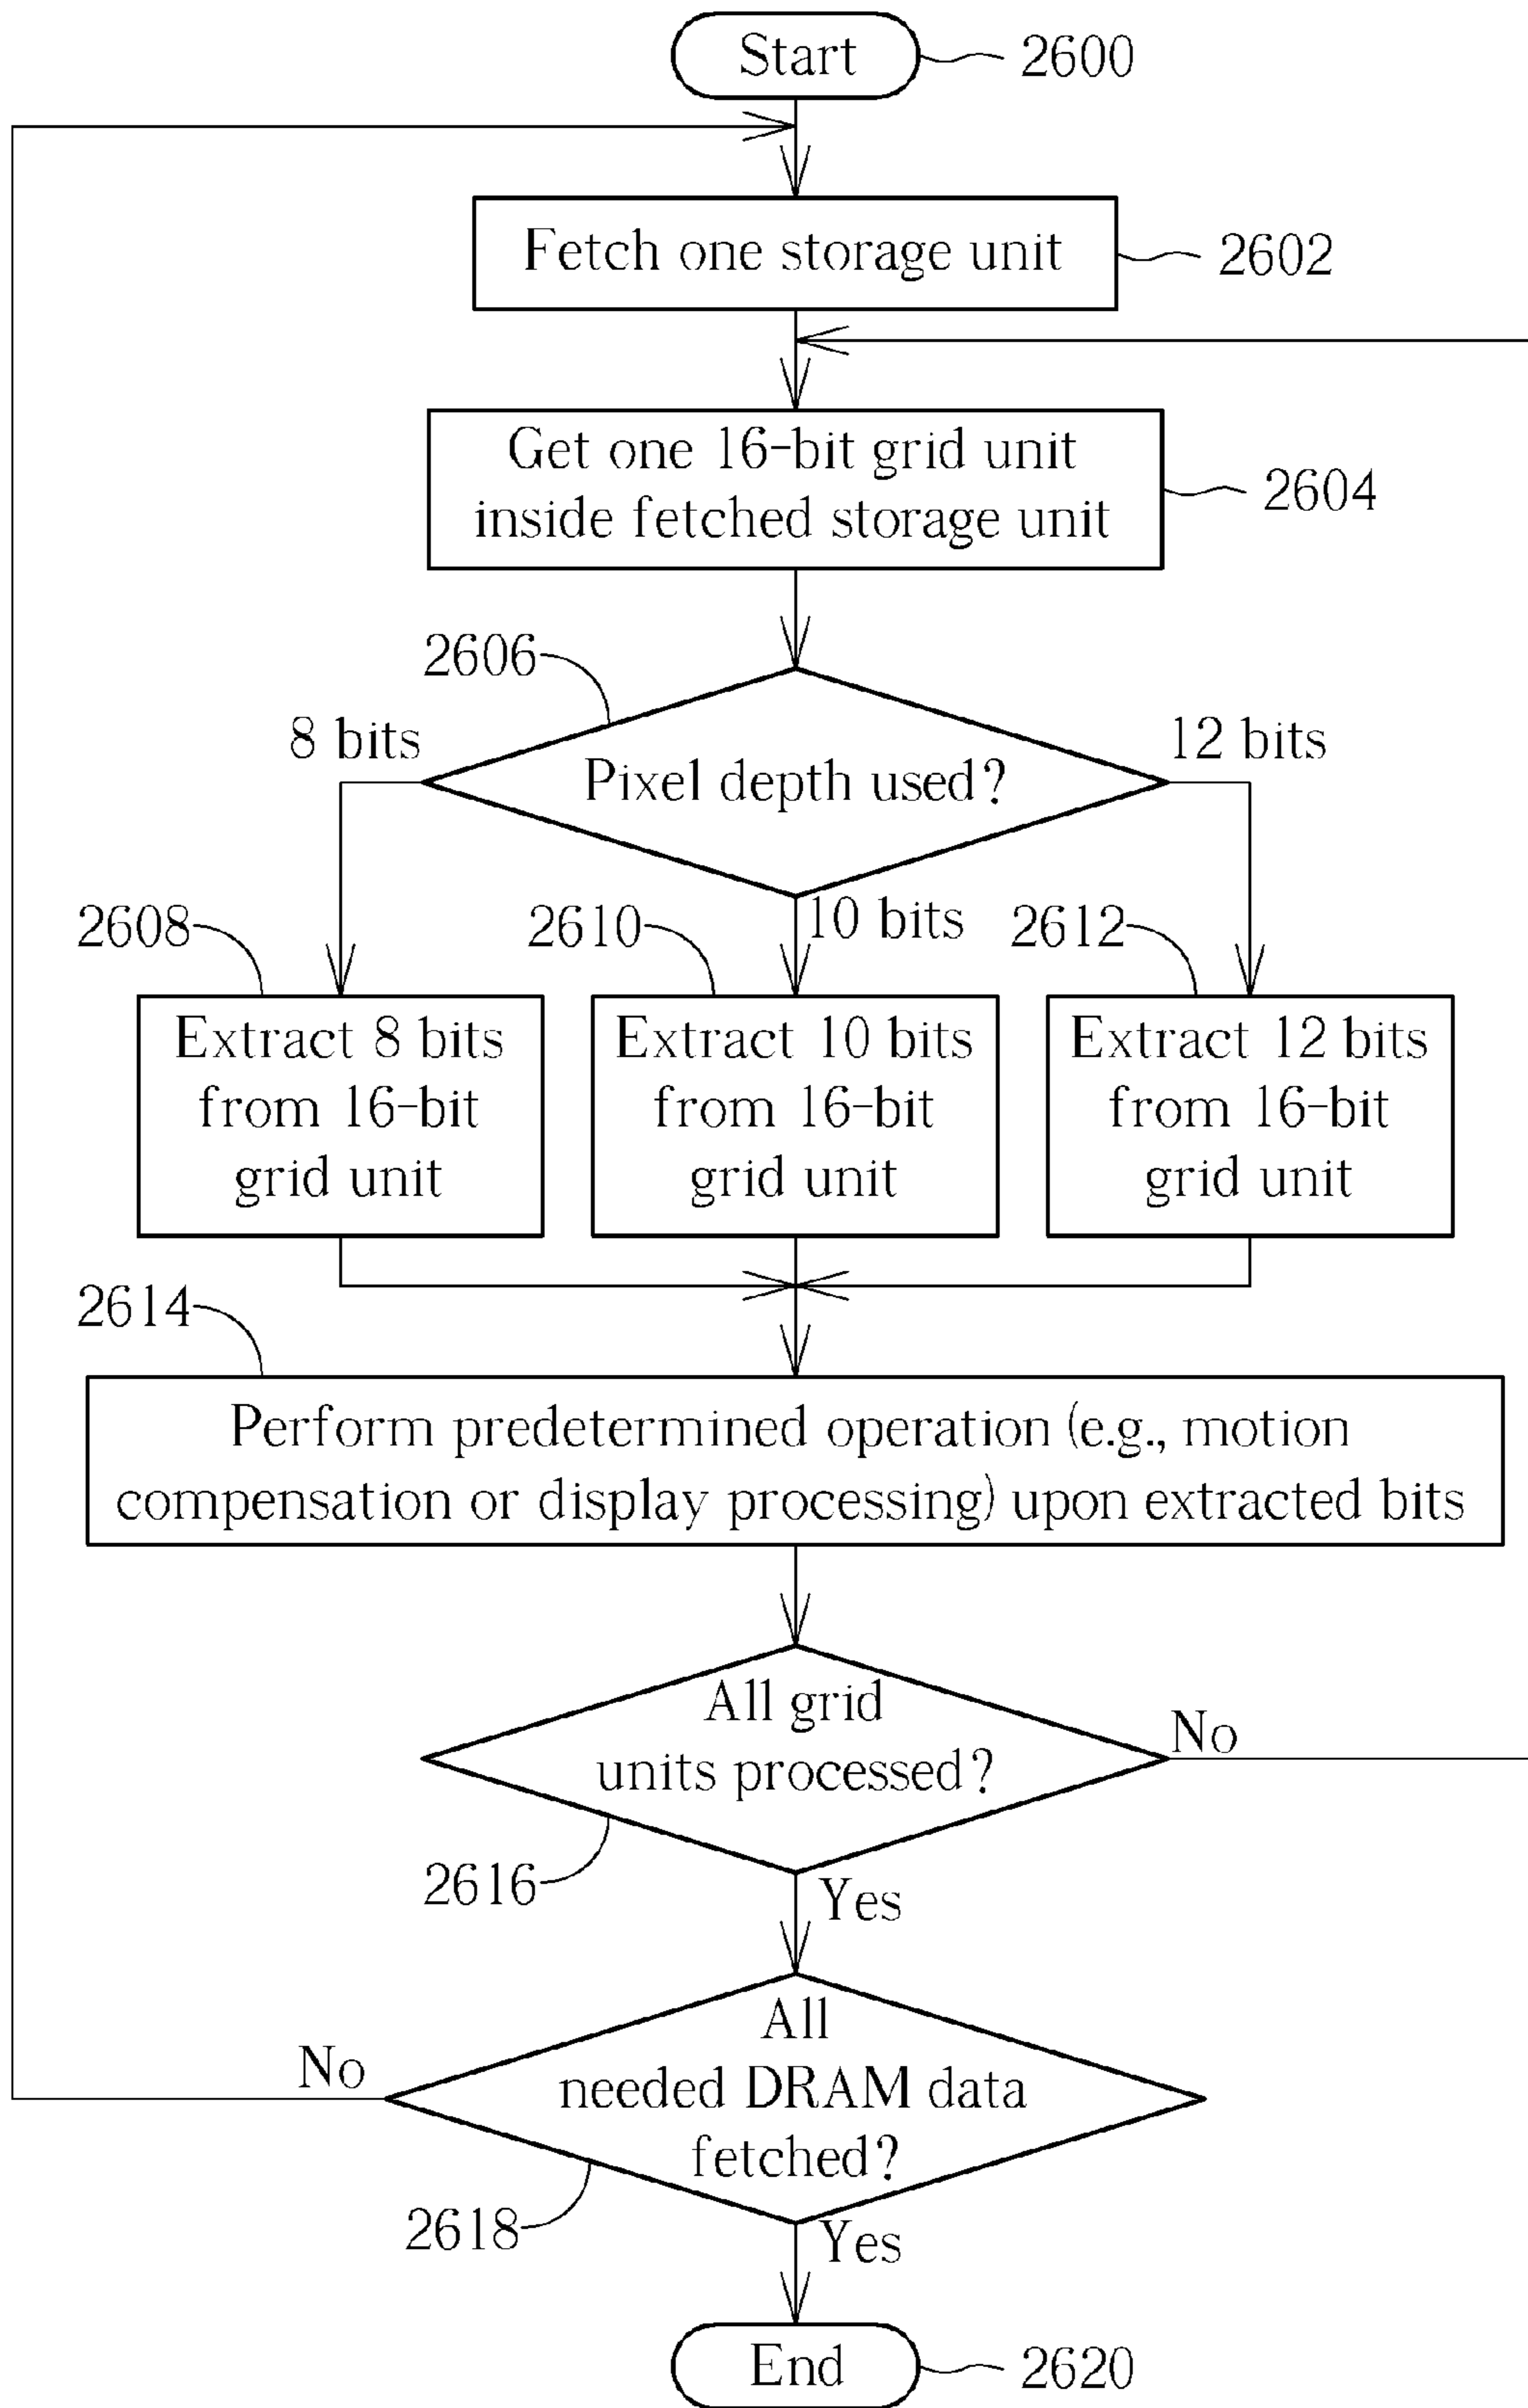 Start
2600
Fetch one storage unit
2602
Get one 16-bit grid unit
inside fetched storage unit
2604
2606
8 bits
Pixel depth used?
12 bits
10 bits
2608
2610
2612
Extract 8 bits
from 16-bit
grid unit
Extract 10 bits
from 16-bit
grid unit
Extract 12 bits
from 16-bit
grid unit
2614
Perform predetermined operation (e.g., motion
compensation or display processing) upon extracted bits
All grid
units processed?
No
2616
Yes
All
needed DRAM data
fetched?
No
2618
Yes
End
2620